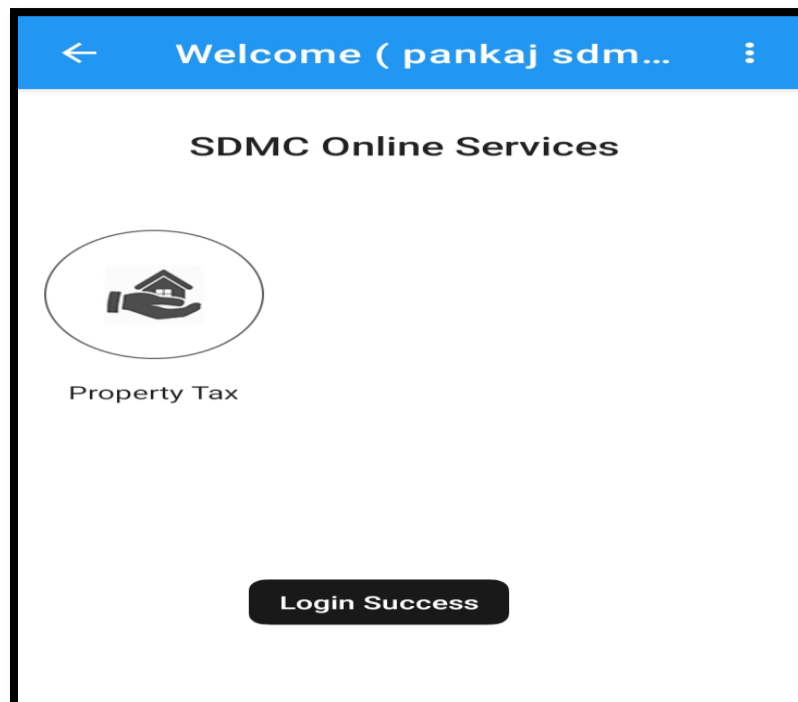 Welcome ( pankaj sdm...
SDMC Online Services
Property Tax
Login Success